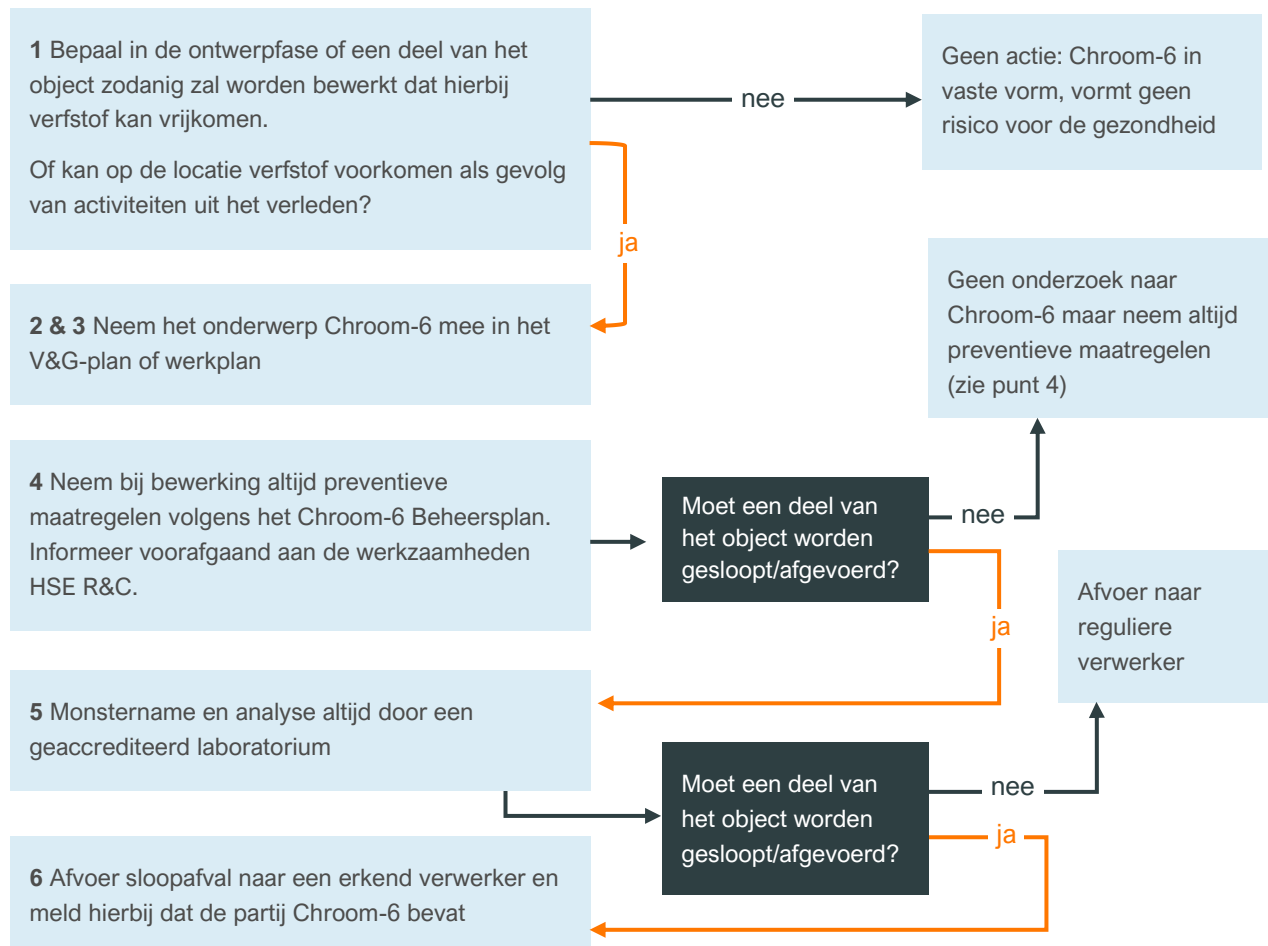 1 Bepaal in de ontwerpfase of een deel van het
object zodanig zal worden bewerkt dat hierbij
verfstof kan vrijkomen.
Of kan op de locatie verfstof voorkomen als gevolg
van activiteiten uit het verleden?
nee
Geen actie: Chroom-6 in
vaste vorm, vormt geen
risico voor de gezondheid
ja
2 & 3 Neem het onderwerp Chroom-6 mee in het
V&G-plan of werkplan
4 Neem bij bewerking altijd preventieve
maatregelen volgens het Chroom-6 Beheersplan.
Informeer voorafgaand aan de werkzaamheden
HSE R&C.
Moet een deel van
het object worden
gesloopt/afgevoerd?
nee
Geen onderzoek naar
Chroom-6 maar neem altijd
preventieve maatregelen
(zie punt 4)
ja
5 Monstername en analyse altijd door een
geaccrediteerd laboratorium
Moet een deel van
het object worden
gesloopt/afgevoerd?
nee
Afvoer naar
reguliere
verwerker
ja
6 Afvoer sloopafval naar een erkend verwerker en
meld hierbij dat de partij Chroom-6 bevat